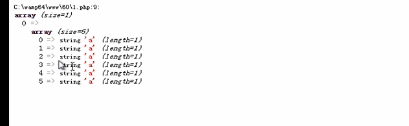 C:\wamp64\www\60\1.php:9:
array (size=1)
0 =>
array (size=6)
0 => string 'a' (length=1)
1 => string 'a' (length=1)
2 => string 'a' (length=1)
3 => string 'a' (length=1)
4 => string 'a' (length=1)
5 => string 'a' (length=1)